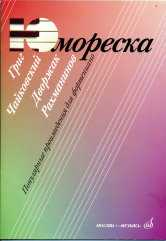 Юмореска
Григ
Чайковский
Дворжак
Рахманинов
Популярные произведения для фортепиано
МОСКВА • «МУЗЫКА»